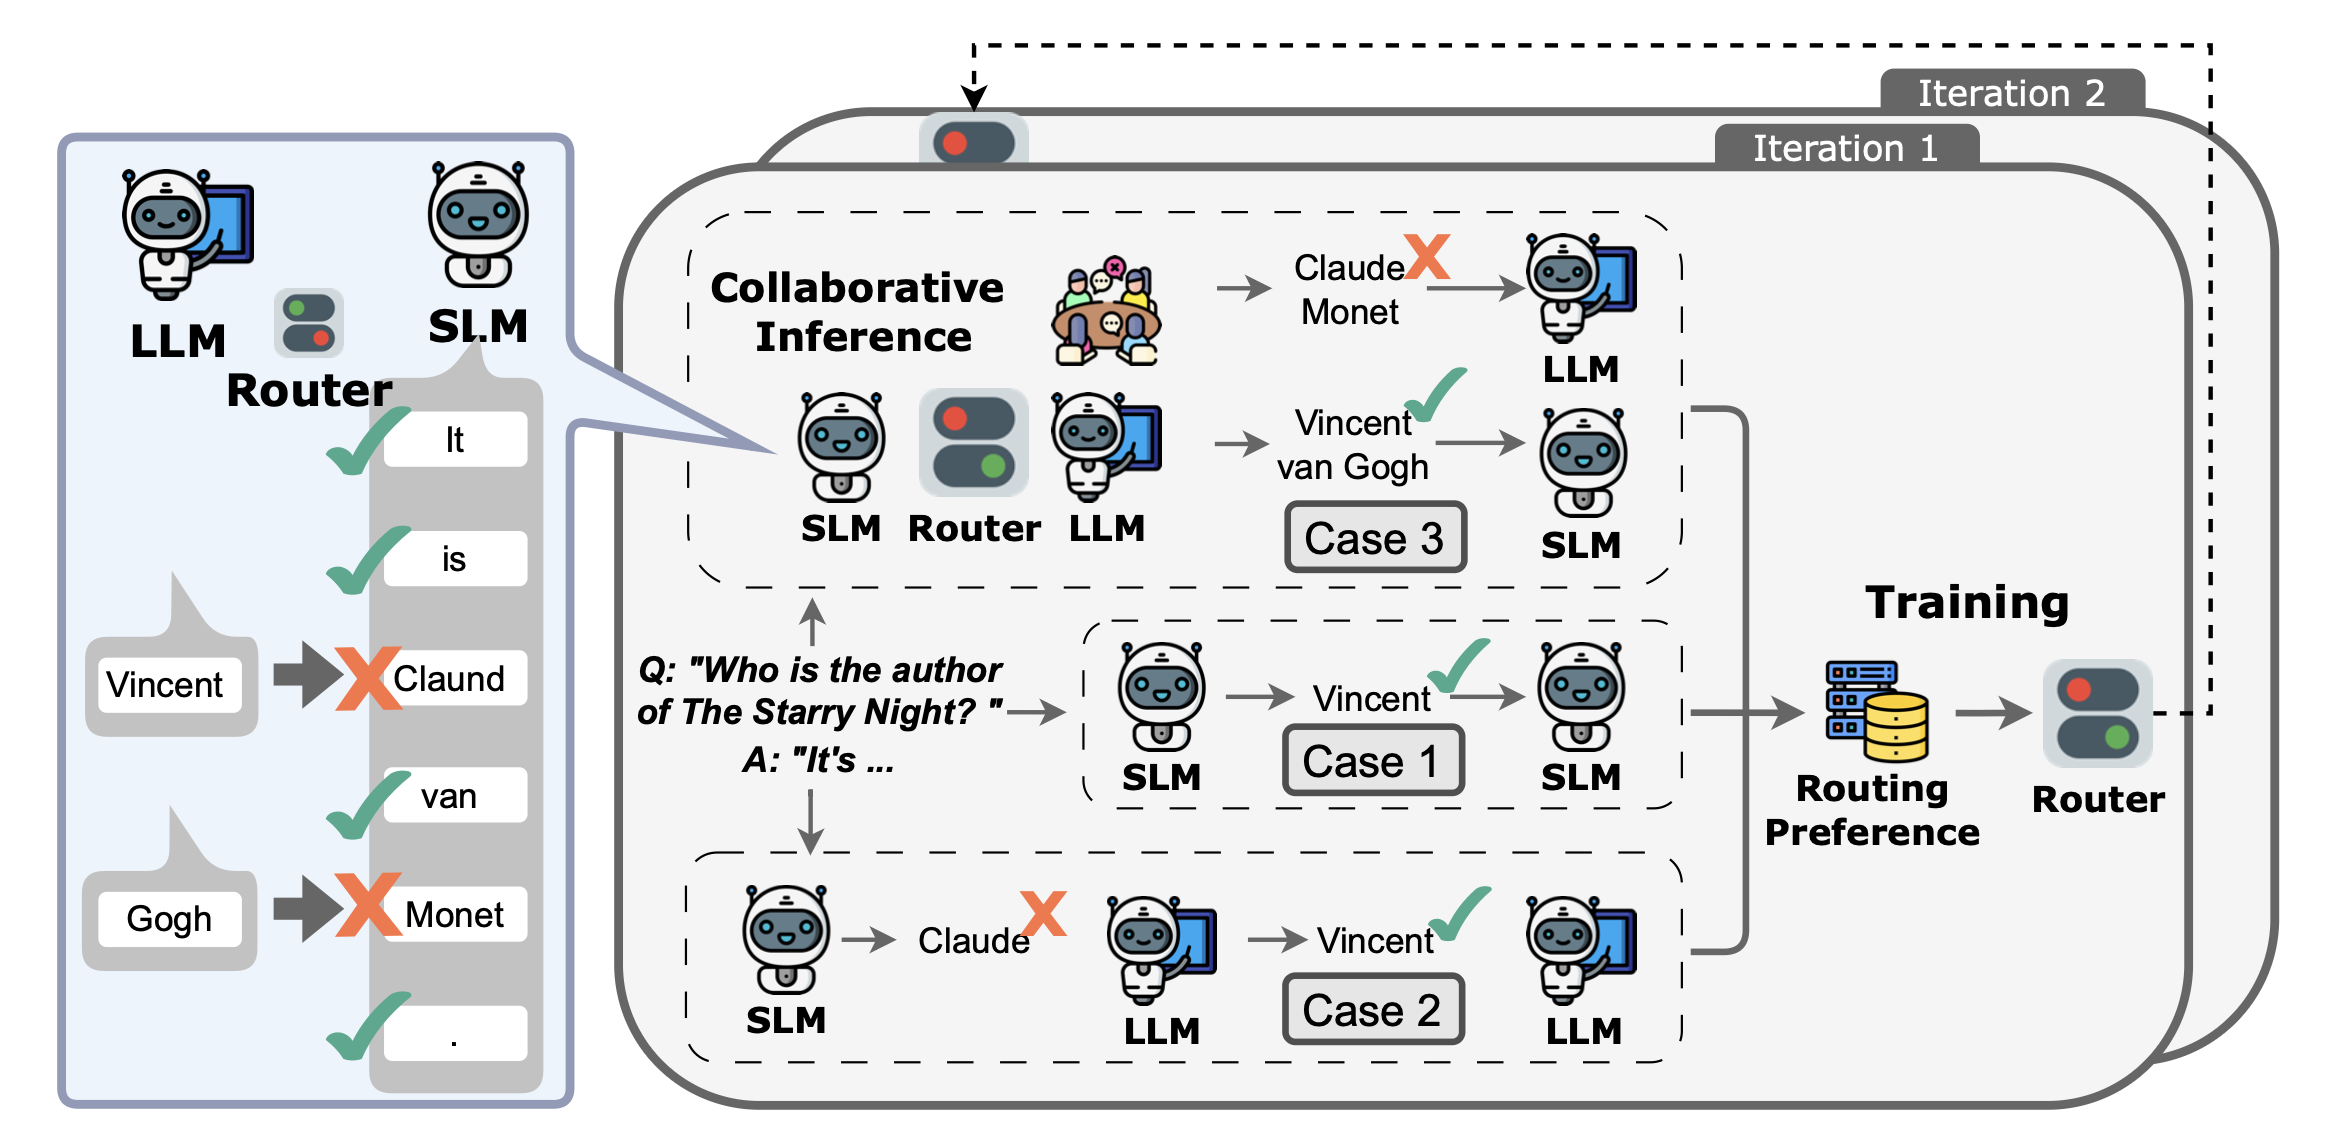 Iteration 2
Iteration 1
LLM
SLM
Router
It
is
Vincent
Claund
van
Gogh
Monet
.
Collaborative
Inference
SLM
Router
LLM
Claude
Monet
LLM
Vincent
van Gogh
Case 3
SLM
Q: "Who is the author
of The Starry Night? "
A: "It's ...
SLM
Vincent
Case 1
SLM
SLM
Claude
LLM
Vincent
Case 2
LLM
Training
Routing
Preference
Router